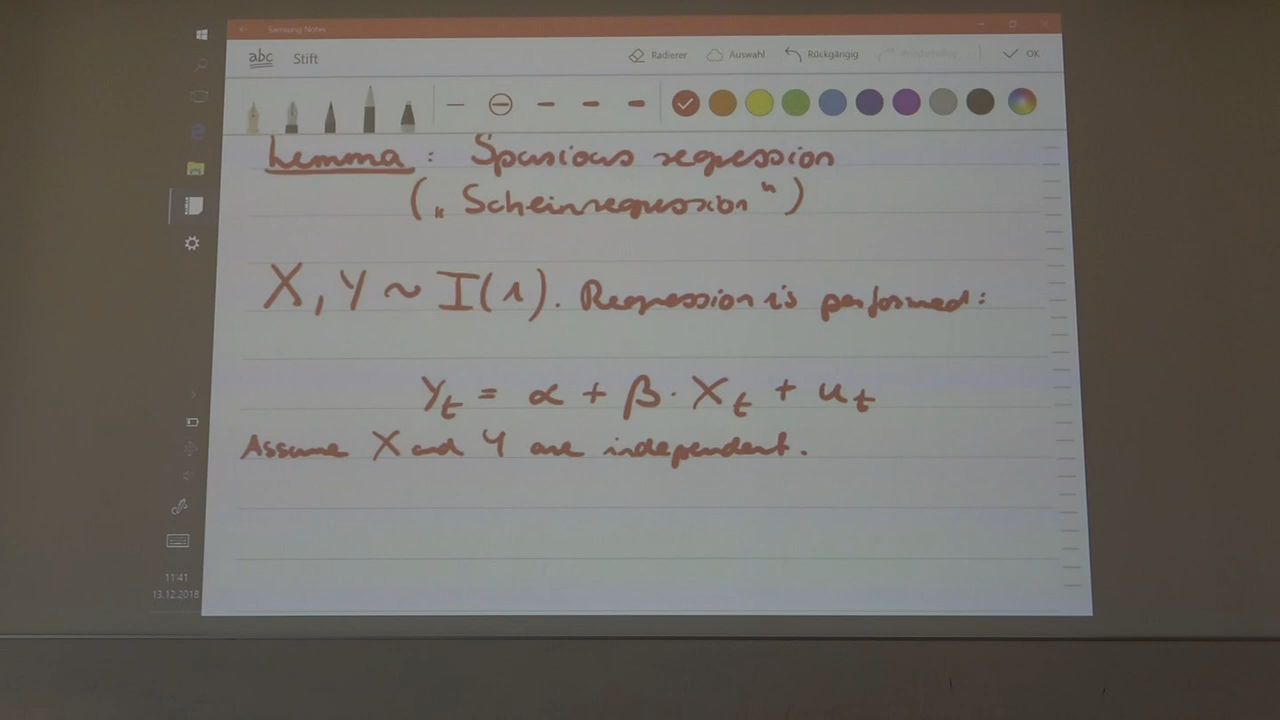 Samsung Notes
abc Stift Radierer Auswahl Rückgängig OK
Lemma : Spurious regression
(„ Scheinregression “)
X, Y ~ I(1). Regression is performed:
Yt = α + β · Xt + ut
Assume X and Y are independent.
11:41
13.12.2018